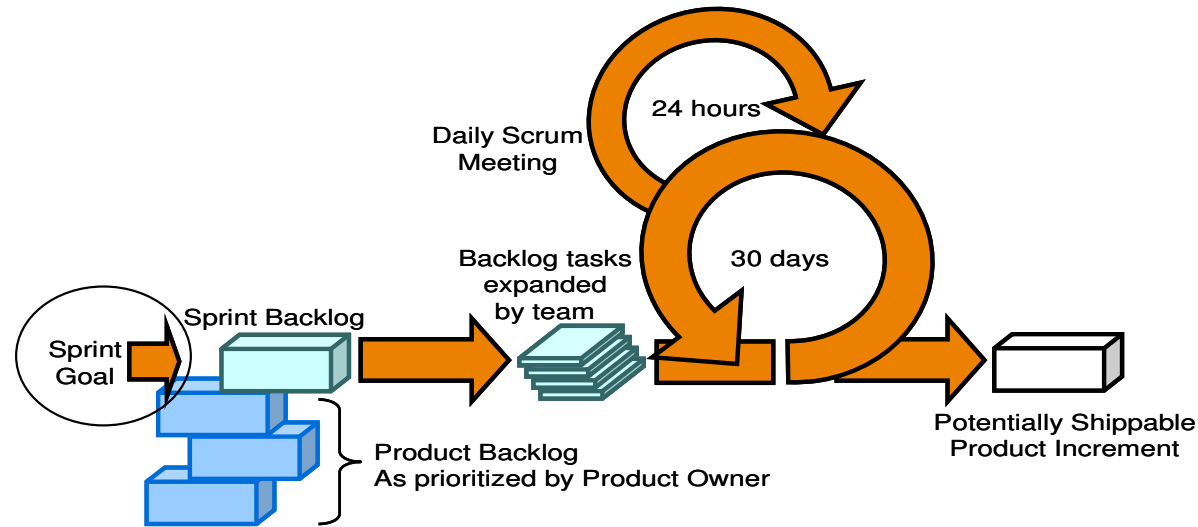 24 hours
Daily Scrum
Meeting
30 days
Backlog tasks
expanded
by team
Sprint Backlog
Sprint
Goal
Potentially Shippable
Product Increment
Product Backlog
As prioritized by Product Owner